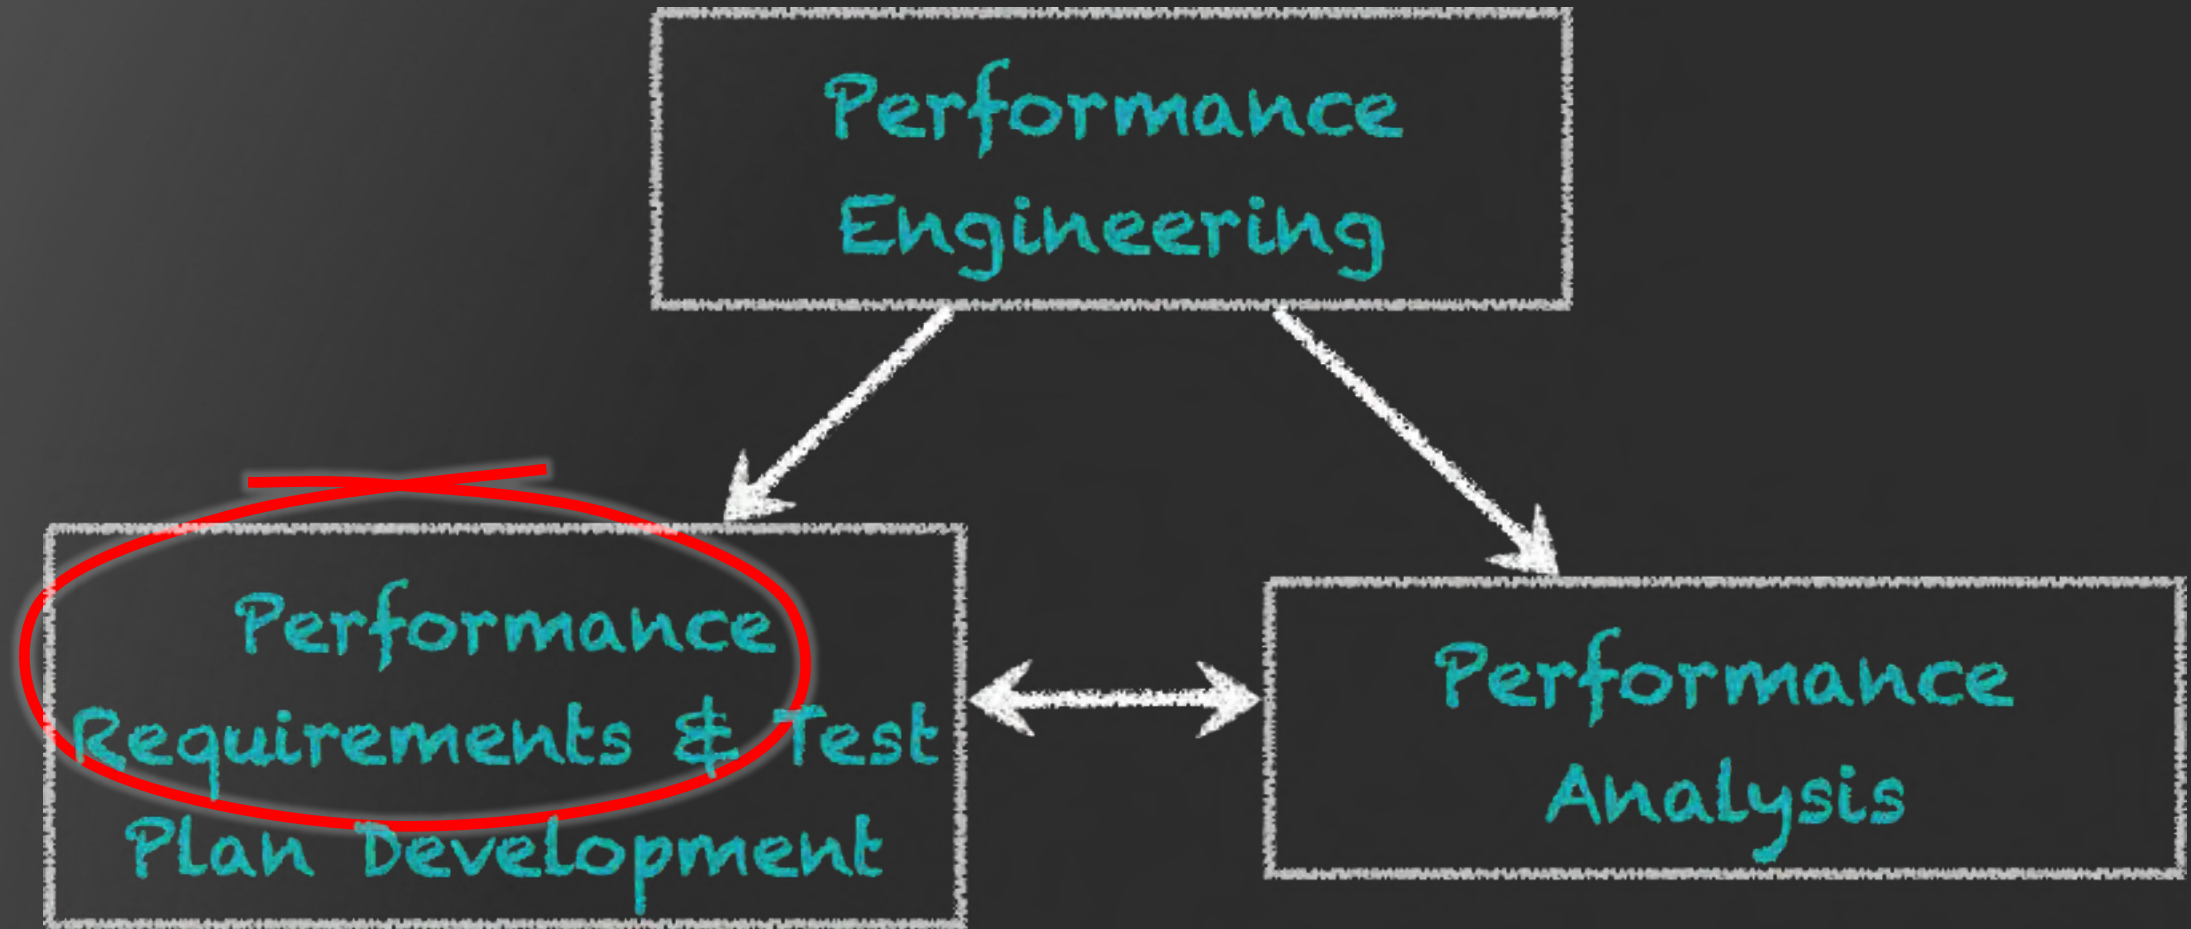 Performance
Engineering
Performance
Requirements & Test
Plan Development
Performance
Analysis